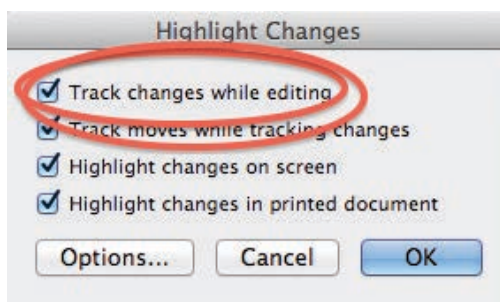 Highlight Changes
Track changes while editing
Track moves while tracking changes
Highlight changes on screen
Highlight changes in printed document
Options... Cancel OK